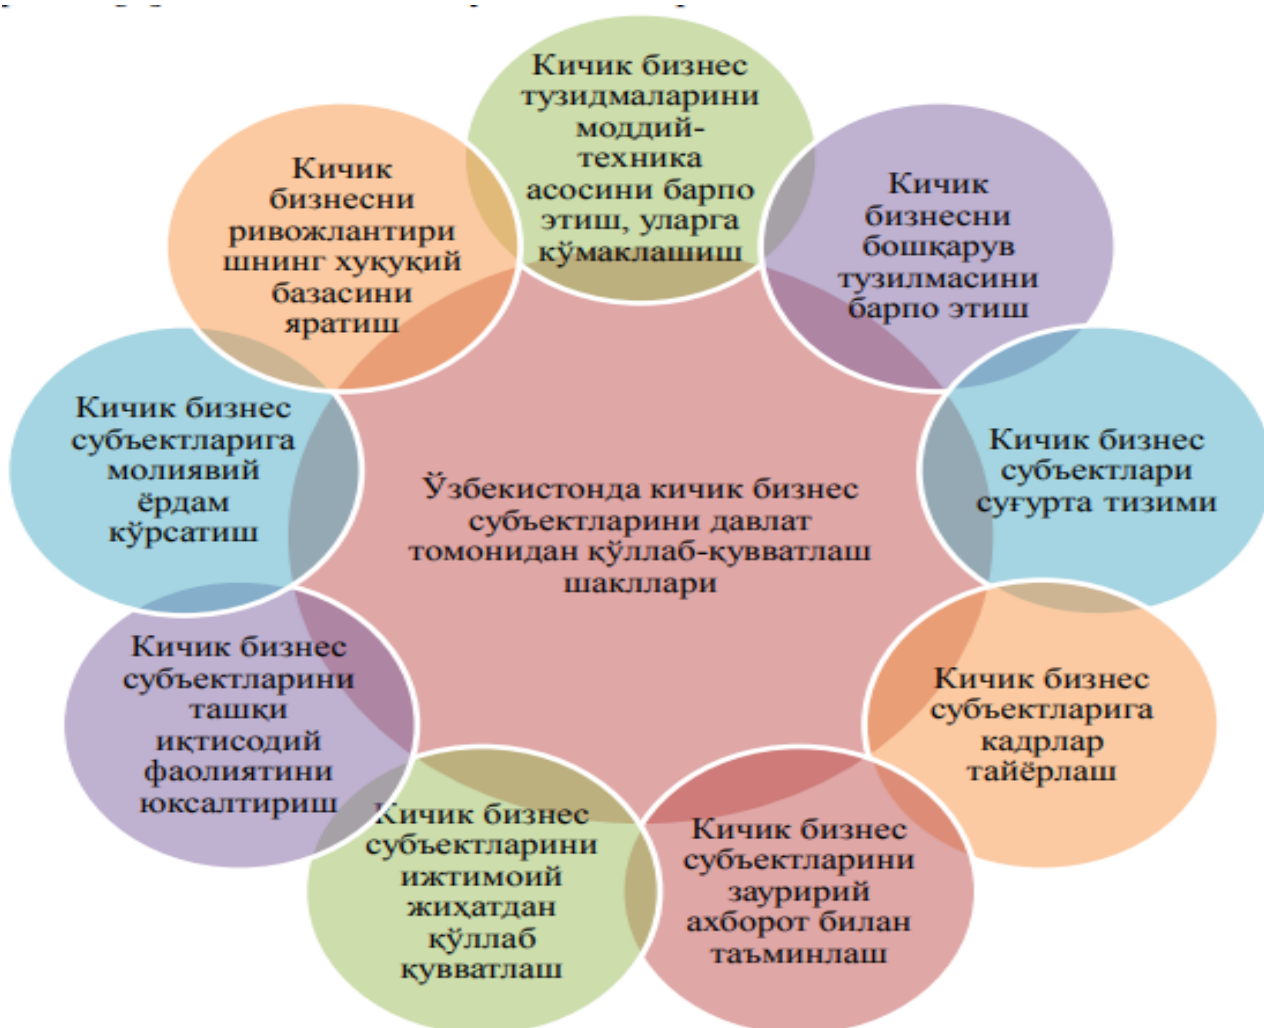 Кичик бизнес
тузидмаларини
моддий-
техника
асосини барпо
этиш, уларга
кўмаклашиш
Кичик
бизнесни
бошқарув
тузилмасини
барпо этиш
Кичик бизнес
субъектлари
суғурта тизими
Кичик бизнес
субъектларига
кадрлар
тайёрлаш
Кичик бизнес
субъектларини
зауририй
ахборот билан
таъминлаш
Кичик бизнес
субъектларини
ижтимоий
жиҳатдан
қўллаб
қувватлаш
Кичик бизнес
субъектларини
ташқи
иқтисодий
фаолиятини
юксалтириш
Кичик бизнес
субъектларига
молиявий
ёрдам
кўрсатиш
Кичик
бизнесни
ривожлантири
шнинг хуқуқий
базасини
яратиш
Ўзбекистонда кичик бизнес
субъектларини давлат
томонидан қўллаб-қувватлаш
шакллари